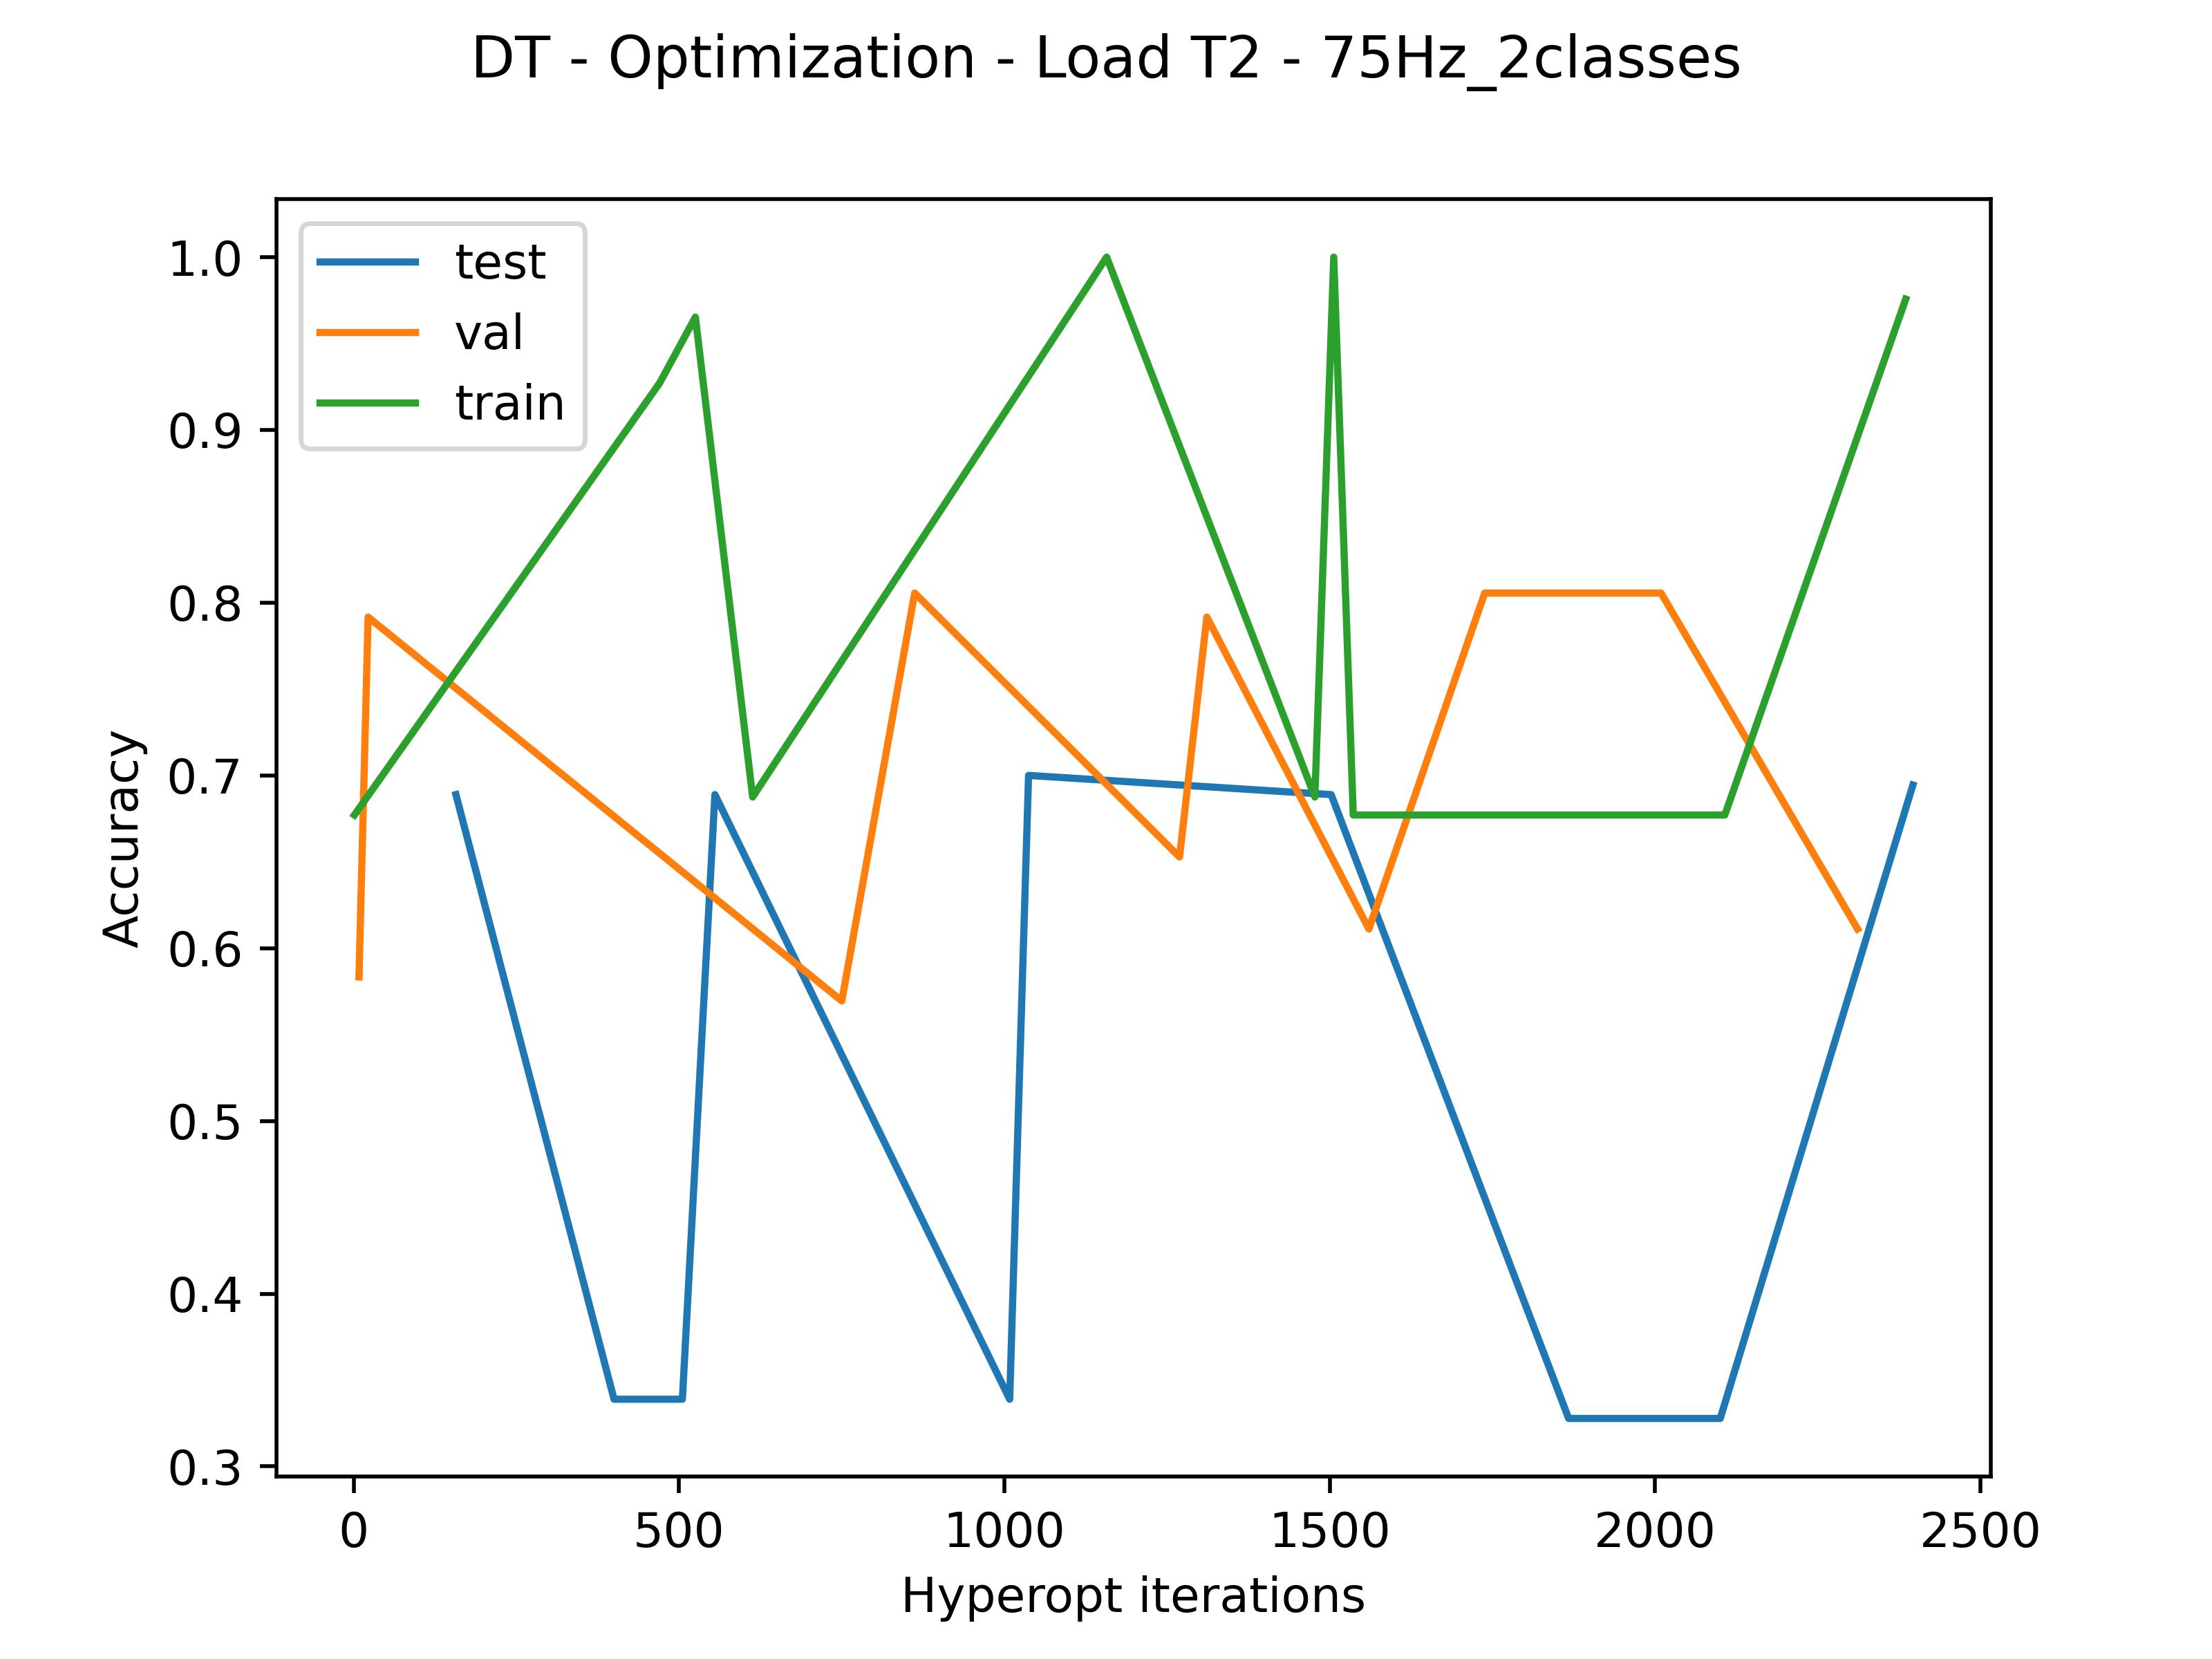 DT - Optimization - Load T2 - 75Hz_2classes
test
val
train
1.0
0.9
0.8
0.7
0.6
0.5
0.4
0.3
Accuracy
0 500 1000 1500 2000 2500
Hyperopt iterations